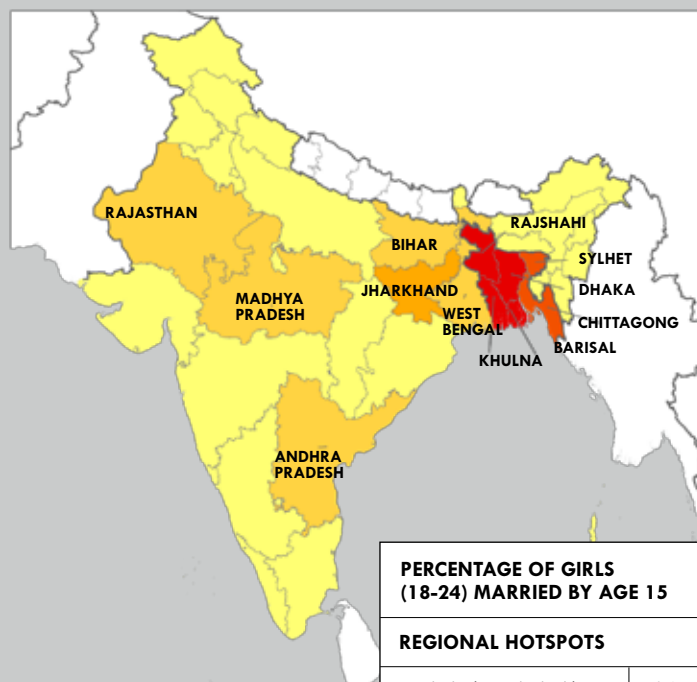 RAJASTHAN
BIHAR
RAJSHAHI
SYLHET
JHARKHAND
DHAKA
MADHYA
PRADESH
WEST
BENGAL
CHITTAGONG
BARISAL
KHULNA
ANDHRA
PRADESH
PERCENTAGE OF GIRLS
(18-24) MARRIED BY AGE 15
REGIONAL HOTSPOTS